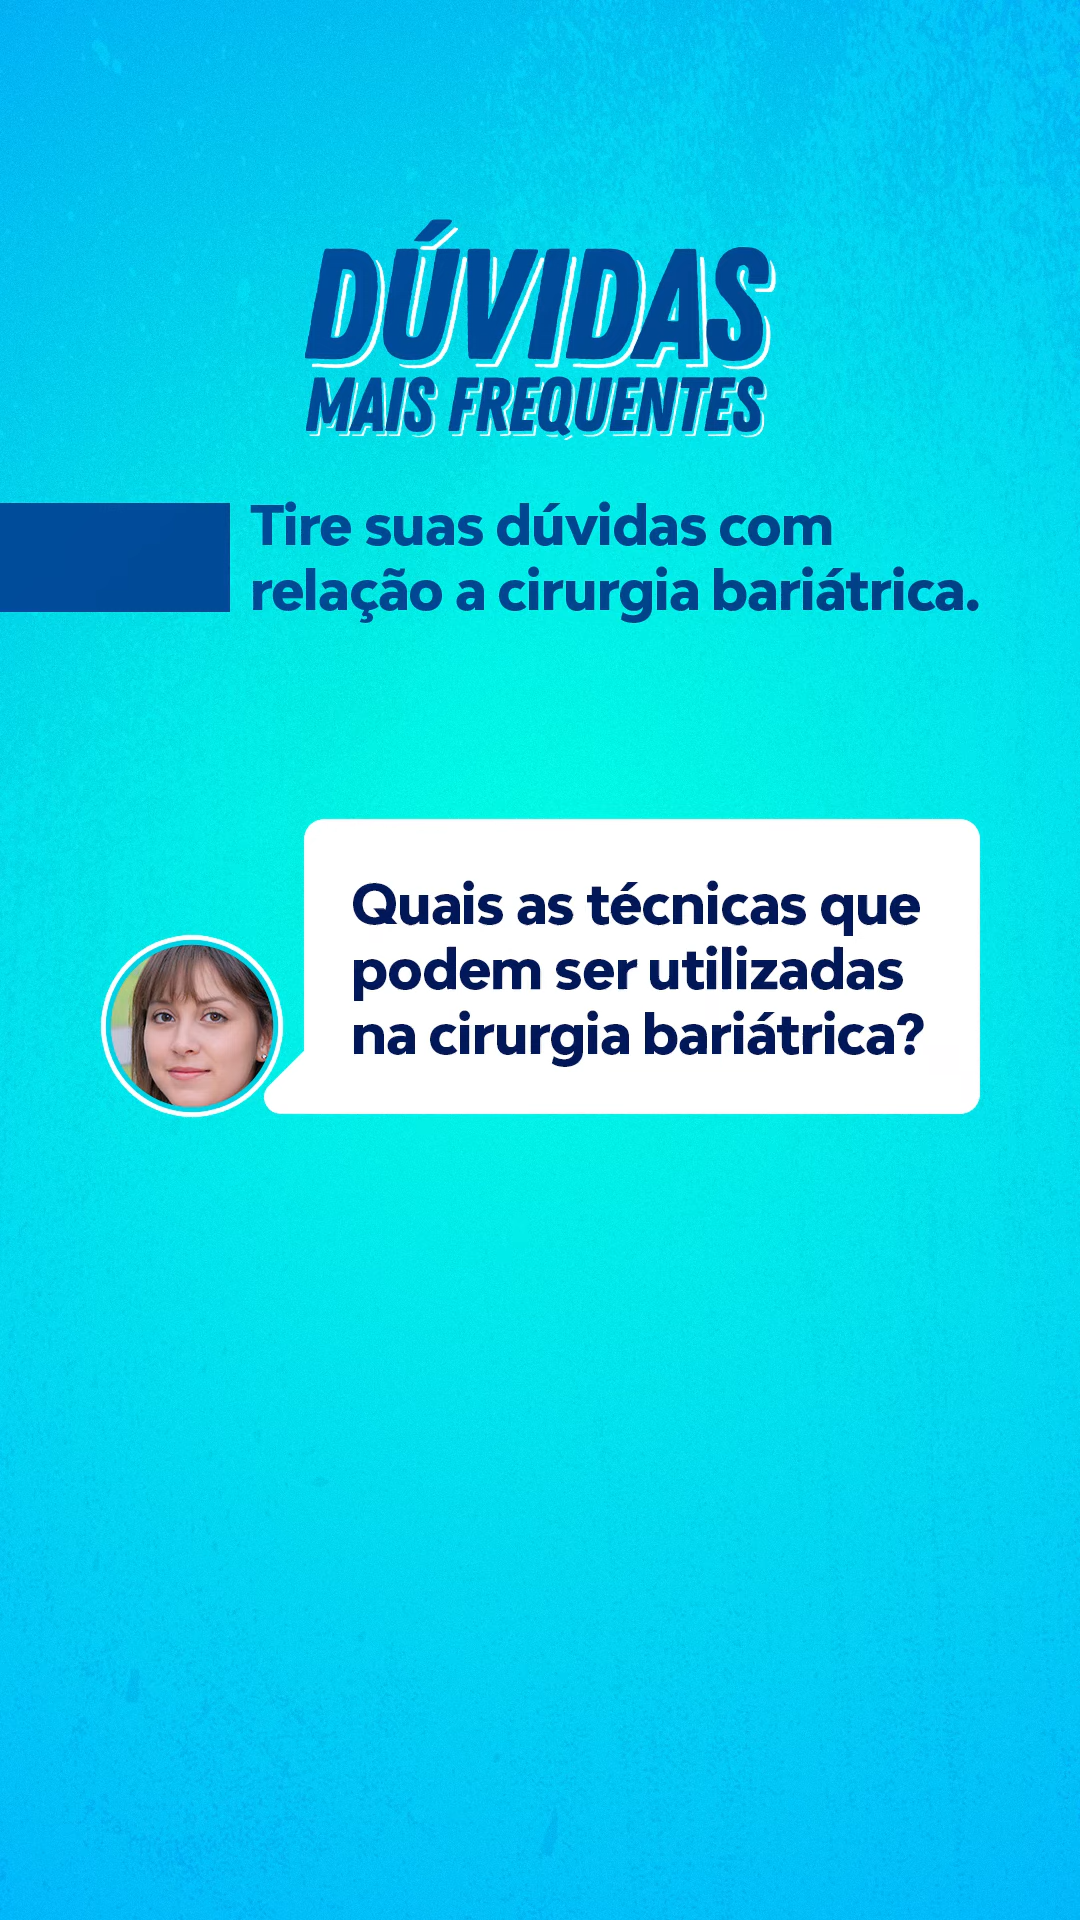 DÚVIDAS
MAIS FREQUENTES
Tire suas dúvidas com
relação a cirurgia bariátrica.
Quais as técnicas que
podem ser utilizadas
na cirurgia bariátrica?